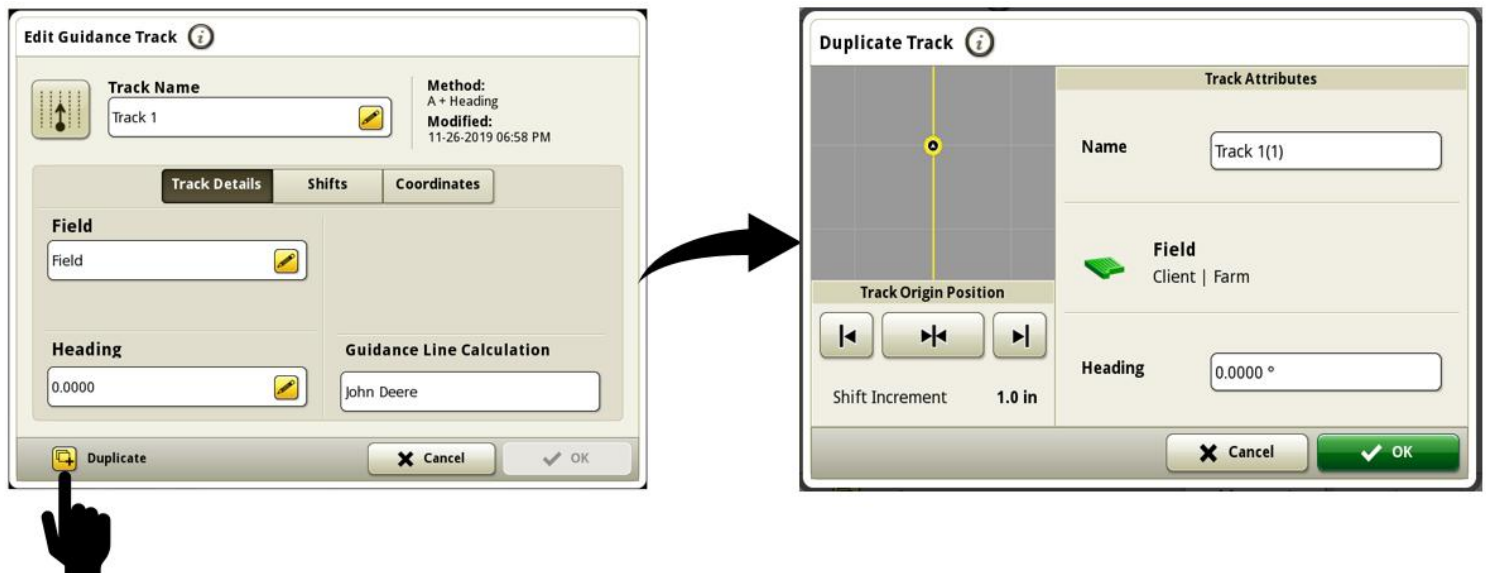 Edit Guidance Track
Track Name
Track 1
Method:
A + Heading
Modified:
11-26-2019 06:58 PM
Track Details
Shifts
Coordinates
Field
Field
Heading
0.0000
Guidance Line Calculation
John Deere
Duplicate
Cancel
OK
Duplicate Track
Track Origin Position
Shift Increment 1.0 in
Track Attributes
Name
Track 1(1)
Field
Client | Farm
Heading
0.0000 °
Cancel
OK